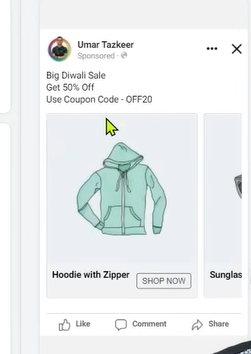 Umar Tazkeer
Sponsored ·
Big Diwali Sale
Get 50% Off
Use Coupon Code - OFF20
Hoodie with Zipper
SHOP NOW
Sunglas
Like
Comment
Share